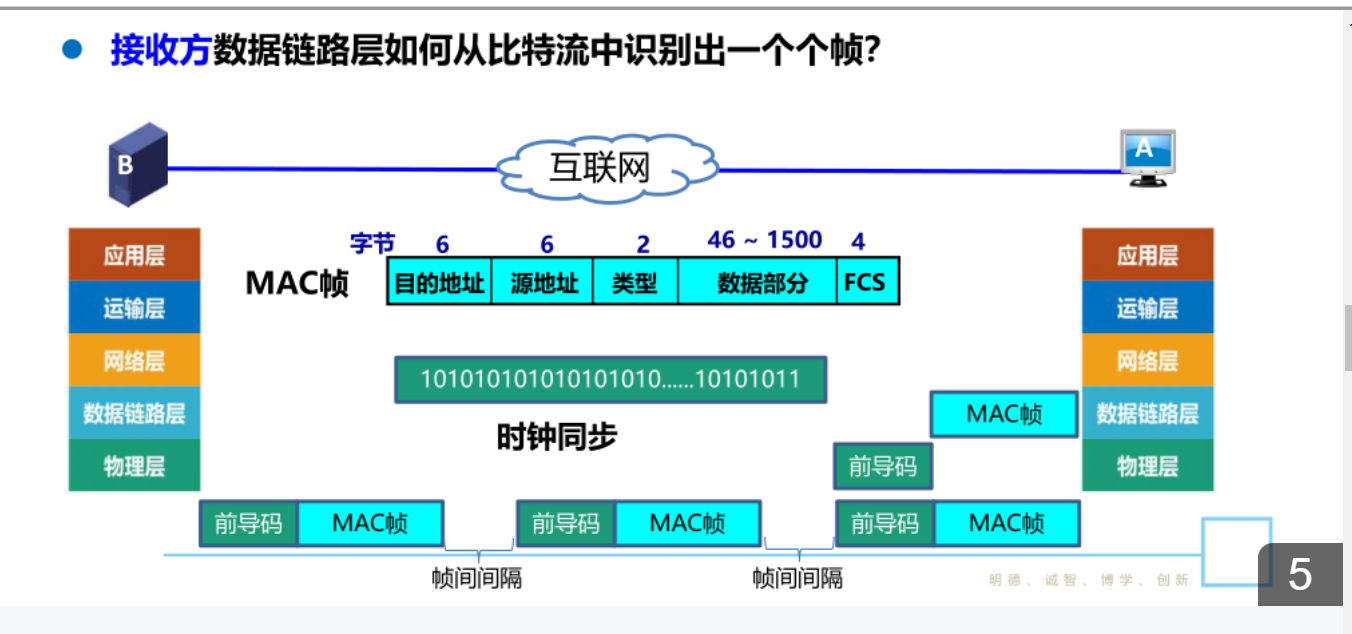 接收方数据链路层如何从比特流中识别出一个个帧？
B
互联网
A
字节 6 6 2 46 ~ 1500 4
MAC帧 目的地址 源地址 类型 数据部分 FCS
应用层
运输层
网络层
数据链路层
物理层
101010101010101010......10101011
时钟同步
MAC帧
前导码
应用层
运输层
网络层
数据链路层
物理层
前导码 MAC帧 前导码 MAC帧 前导码 MAC帧
帧间间隔 帧间间隔
明德、诚智、博学、创新
5